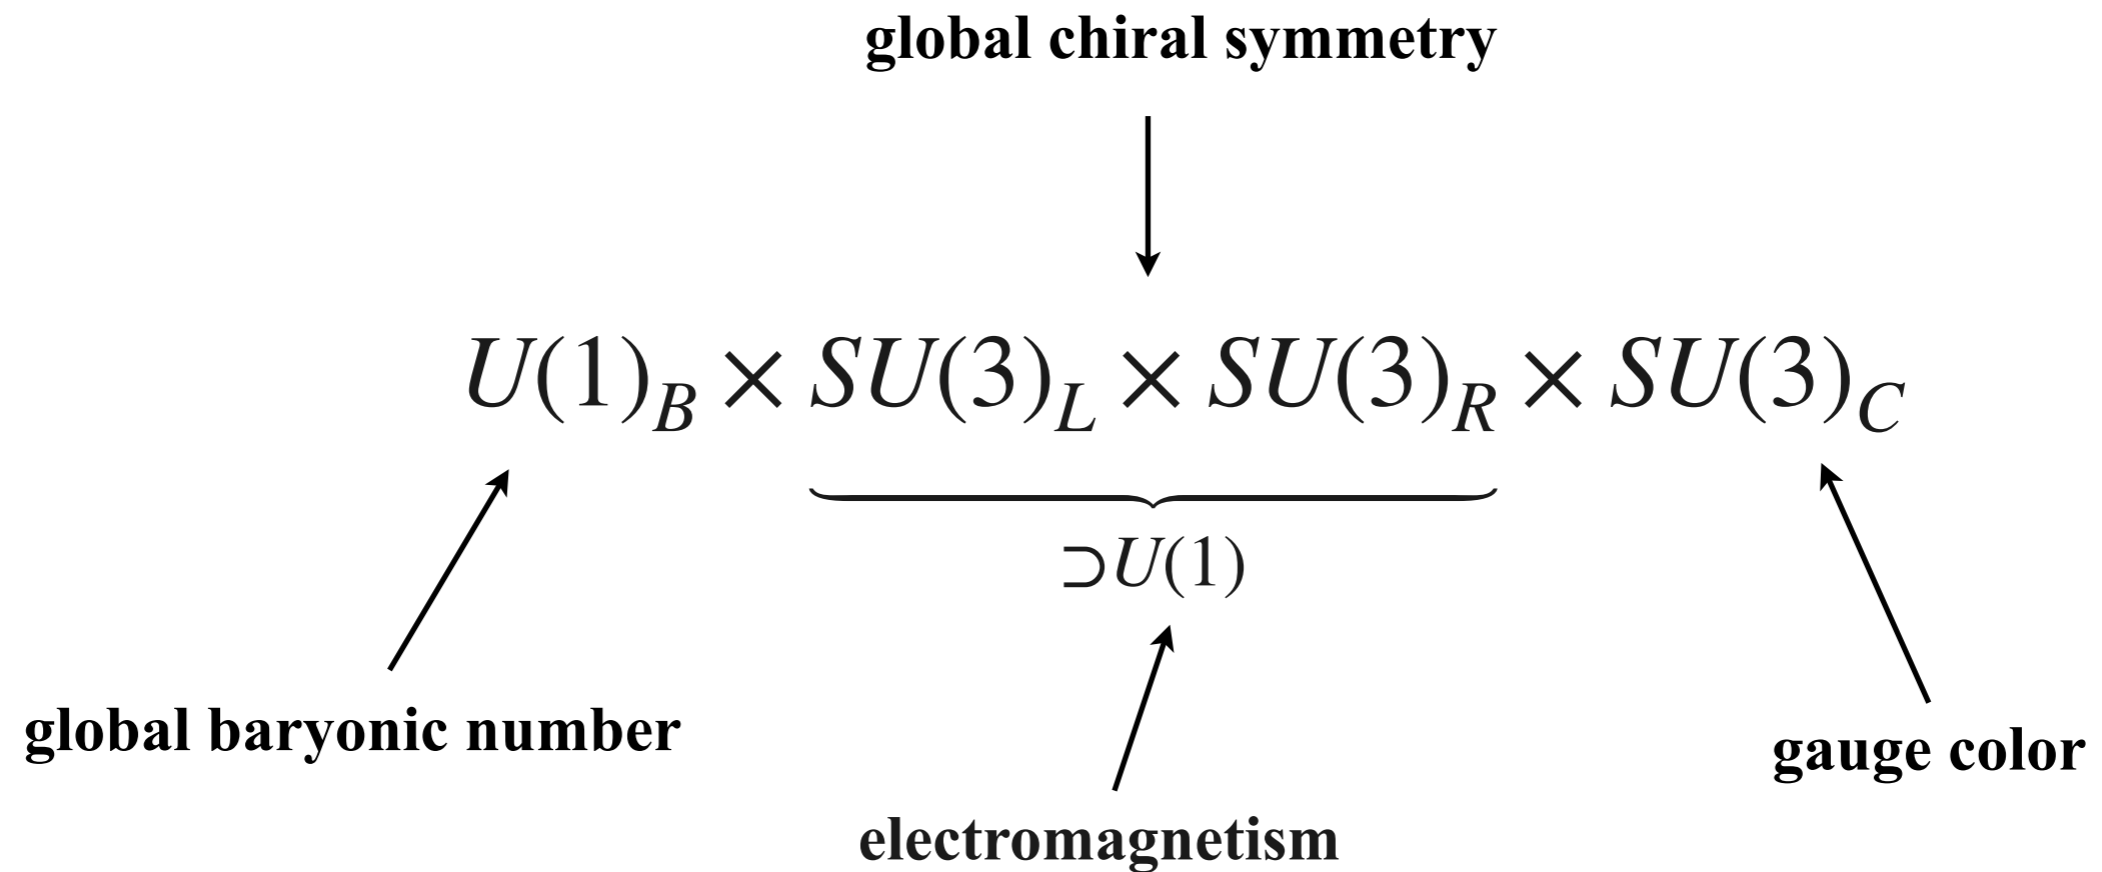 global chiral symmetry
U(1)_B × SU(3)_L × SU(3)_R × SU(3)_C
⊃U(1)
global baryonic number
gauge color
electromagnetism